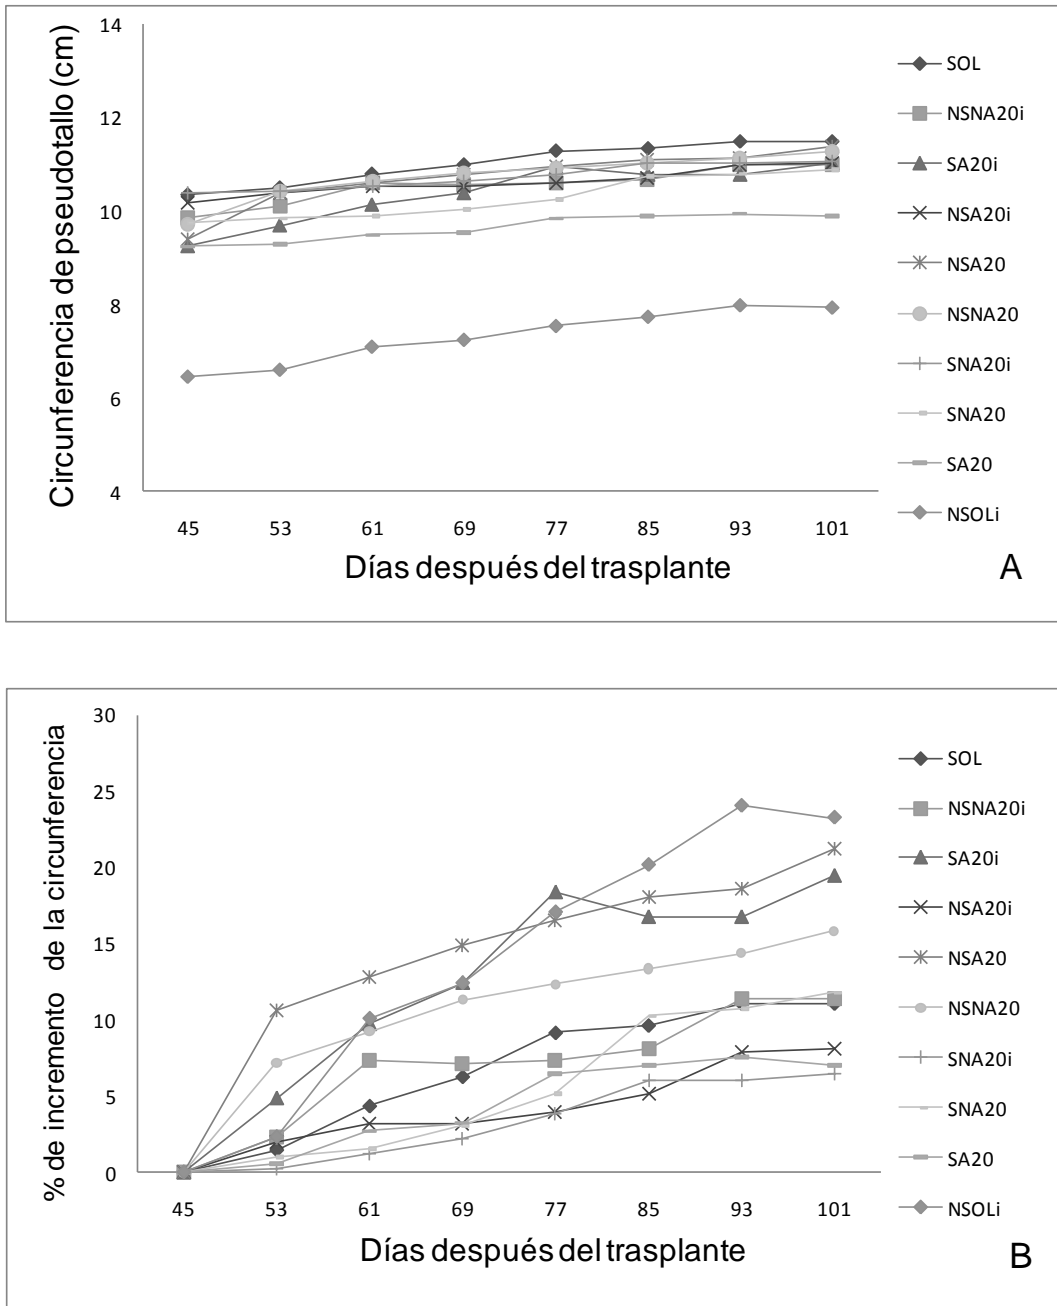 Circunferencia de pseudotallo (cm)
14
12
10
8
6
4
45 53 61 69 77 85 93 101
Días después del trasplante
A
SOL
NSNA20i
SA20i
NSA20i
NSA20
NSNA20
SNA20i
SNA20
SA20
NSOLi
% de incremento de la circunferencia
30
25
20
15
10
5
0
45 53 61 69 77 85 93 101
Días después del trasplante
B
SOL
NSNA20i
SA20i
NSA20i
NSA20
NSNA20
SNA20i
SNA20
SA20
NSOLi